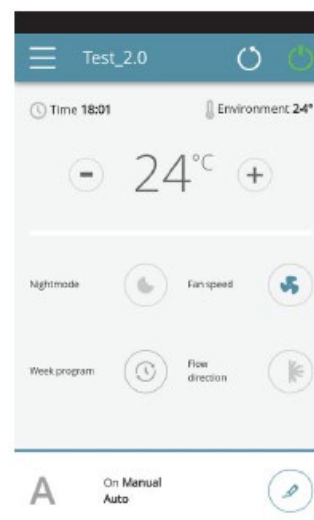 Test_2.0
Time 18:01 Environment 24°
- 24°C +
Nightmode Fan speed
Week program Flow
direction
A On Manual
Auto